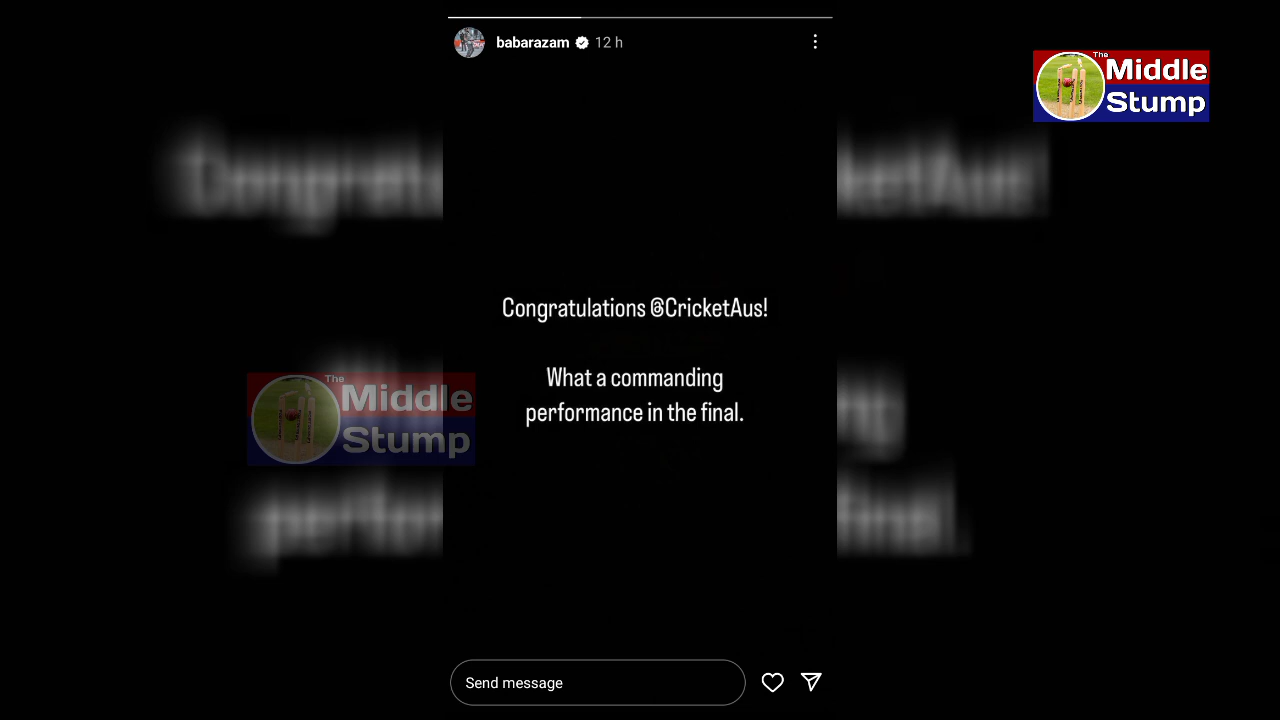 babarazam 12 h
The
Middle
Stump
Congratulations @CricketAus!
What a commanding
performance in the final.
The
Middle
Stump
Send message